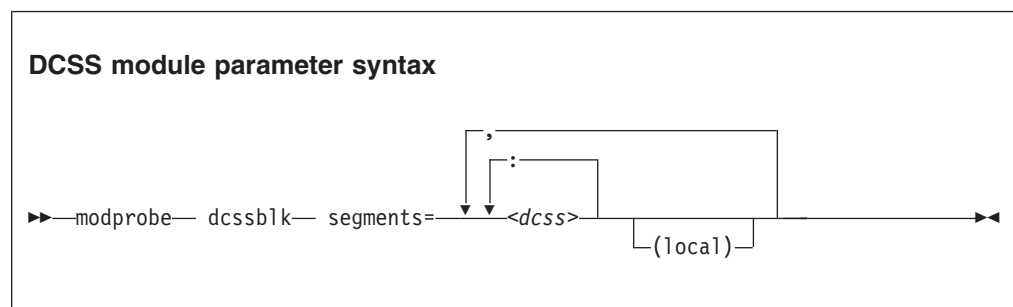 DCSS module parameter syntax
,
:
modprobe dcssblk segments= <dcss>
(local)